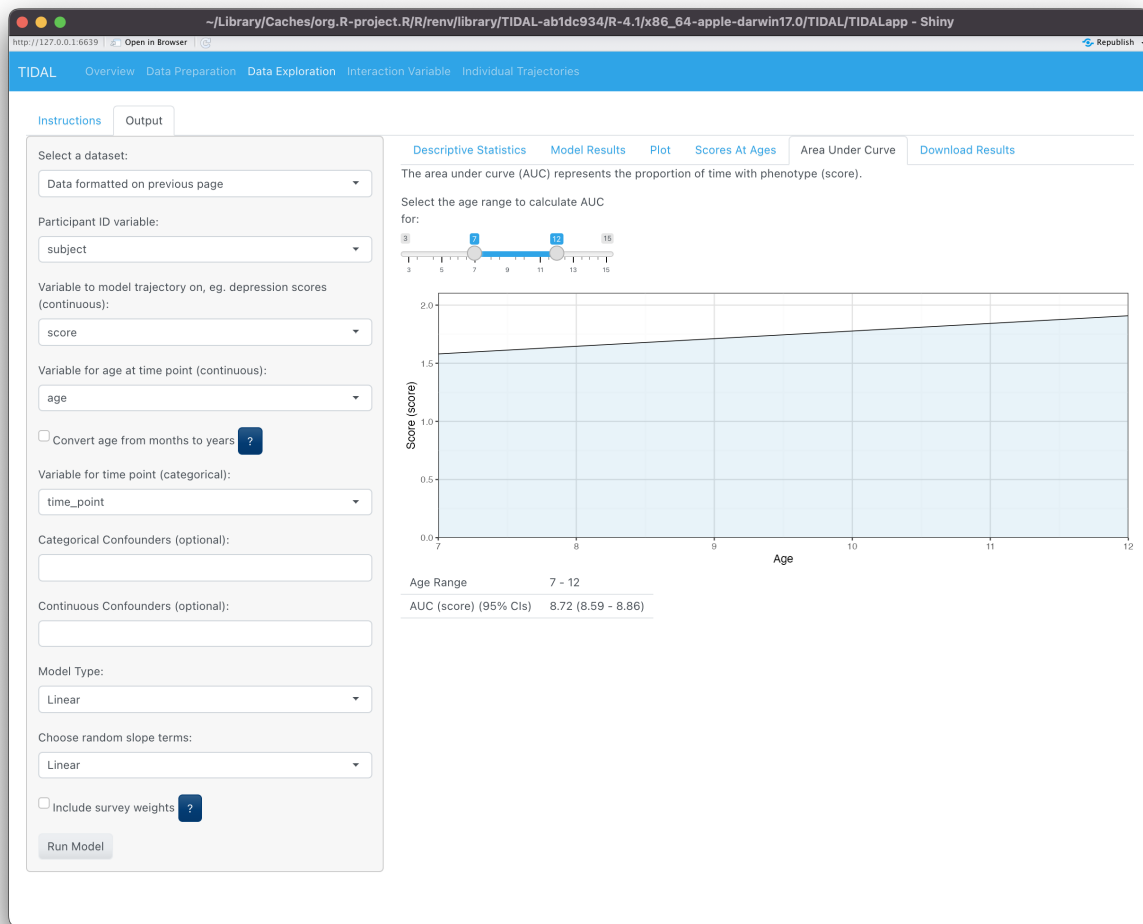 ~/Library/Caches/org.R-project.R/R/renv/library/TIDAL-ab1dc934/R-4.1/x86_64-apple-darwin17.0/TIDAL/TIDALapp - Shiny
http://127.0.0.1:6639 Open in Browser Republish
TIDAL Overview Data Preparation Data Exploration Interaction Variable Individual Trajectories
Instructions Output
Select a dataset:
Data formatted on previous page
Participant ID variable:
subject
Variable to model trajectory on, eg. depression scores
(continuous):
score
Variable for age at time point (continuous):
age
Convert age from months to years ?
Variable for time point (categorical):
time_point
Categorical Confounders (optional):
Continuous Confounders (optional):
Model Type:
Linear
Choose random slope terms:
Linear
Include survey weights ?
Run Model
Descriptive Statistics Model Results Plot Scores At Ages Area Under Curve Download Results
The area under curve (AUC) represents the proportion of time with phenotype (score).
Select the age range to calculate AUC
for:
3 7 12 15
3 5 7 9 11 13 15
2.0
1.5
1.0
0.5
0.0
Score (score)
7 8 9 10 11 12
Age
Age Range 7 - 12
AUC (score) (95% CIs) 8.72 (8.59 - 8.86)